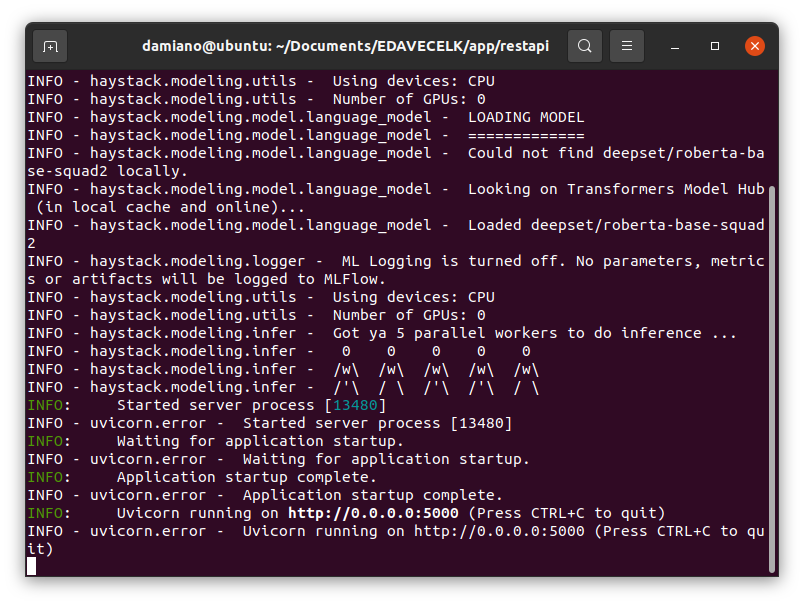 damiano@ubuntu: ~/Documents/EDAVECELK/app/restapi
INFO - haystack.modeling.utils -  Using devices: CPU
INFO - haystack.modeling.utils -  Number of GPUs: 0
INFO - haystack.modeling.model.language_model -  LOADING MODEL
INFO - haystack.modeling.model.language_model -  =============
INFO - haystack.modeling.model.language_model -  Could not find deepset/roberta-ba
se-squad2 locally.
INFO - haystack.modeling.model.language_model -  Looking on Transformers Model Hub
 (in local cache and online)...
INFO - haystack.modeling.model.language_model -  Loaded deepset/roberta-base-squad
2
INFO - haystack.modeling.logger -  ML Logging is turned off. No parameters, metric
s or artifacts will be logged to MLFlow.
INFO - haystack.modeling.utils -  Using devices: CPU
INFO - haystack.modeling.utils -  Number of GPUs: 0
INFO - haystack.modeling.infer -  Got ya 5 parallel workers to do inference ...
INFO - haystack.modeling.infer -   0    0    0    0    0
INFO - haystack.modeling.infer -  /w\  /w\  /w\  /w\  /w\
INFO - haystack.modeling.infer -  /'\  / \  /'\  /'\  / \
INFO:     Started server process [13480]
INFO - uvicorn.error -  Started server process [13480]
INFO:     Waiting for application startup.
INFO - uvicorn.error -  Waiting for application startup.
INFO:     Application startup complete.
INFO - uvicorn.error -  Application startup complete.
INFO:     Uvicorn running on http://0.0.0.0:5000 (Press CTRL+C to quit)
INFO - uvicorn.error -  Uvicorn running on http://0.0.0.0:5000 (Press CTRL+C to qu
it)